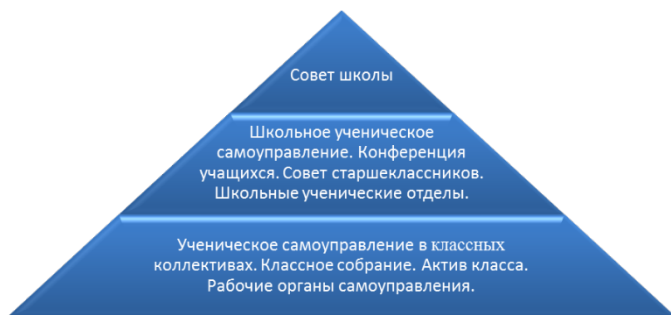 Совет школы
Школьное ученическое
самоуправление. Конференция
учащихся. Совет старшеклассников.
Школьные ученические отделы.
Ученическое самоуправление в классных
коллективах. Классное собрание. Актив класса.
Рабочие органы самоуправления.